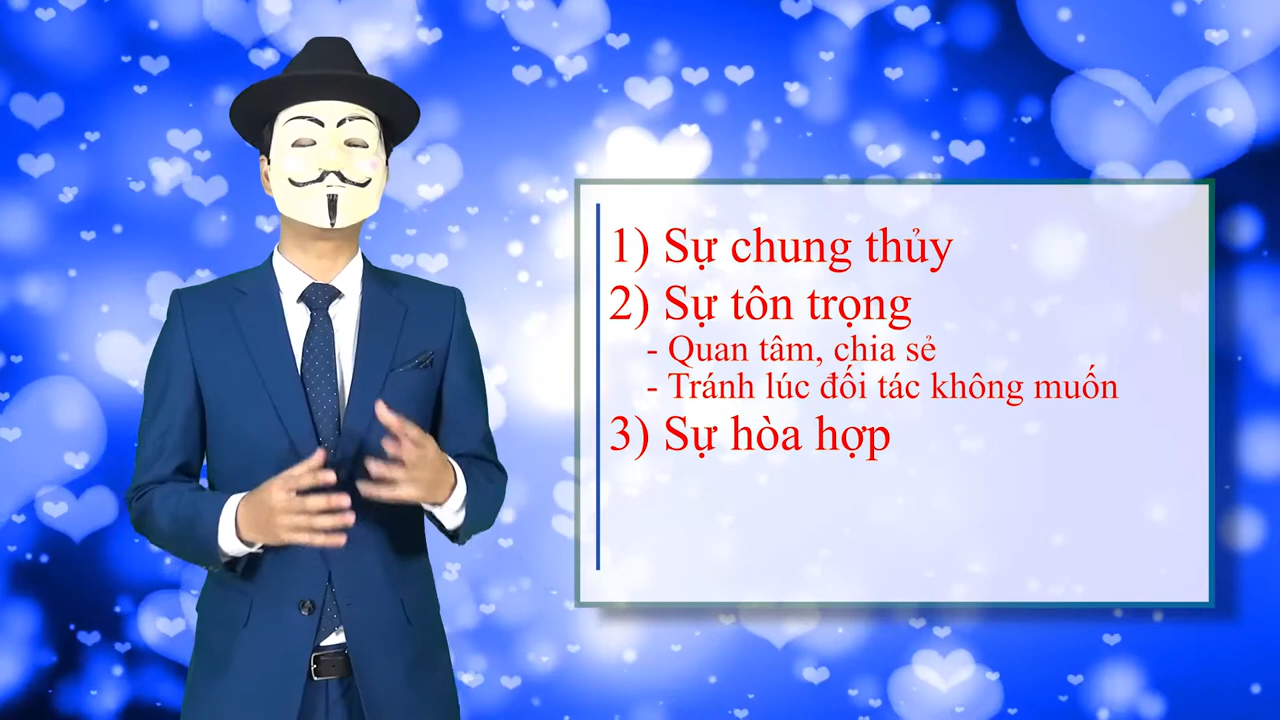 1) Sự chung thủy
2) Sự tôn trọng
- Quan tâm, chia sẻ
- Tránh lúc đối tác không muốn
3) Sự hòa hợp